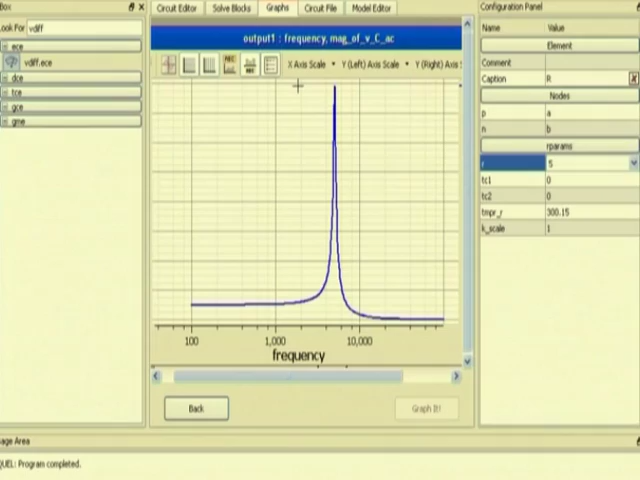 Box
Circuit Editor Solve Blocks Graphs Circuit File Model Editor
Configuration Panel
Look For vdiff
output1 : frequency, mag_of_v_C_ac
Name Value
ece
Element
vdiff.ece
X Axis Scale Y (Left) Axis Scale Y (Right) Axis S
Comment
dce
Caption R
tce
Nodes
gce
p a
gme
n b
rparams
r 5
tc1 0
tc2 0
tmpr_r 300.15
k_scale 1
100 1,000 10,000
frequency
Back Graph It!
sage Area
QUEL: Program completed.